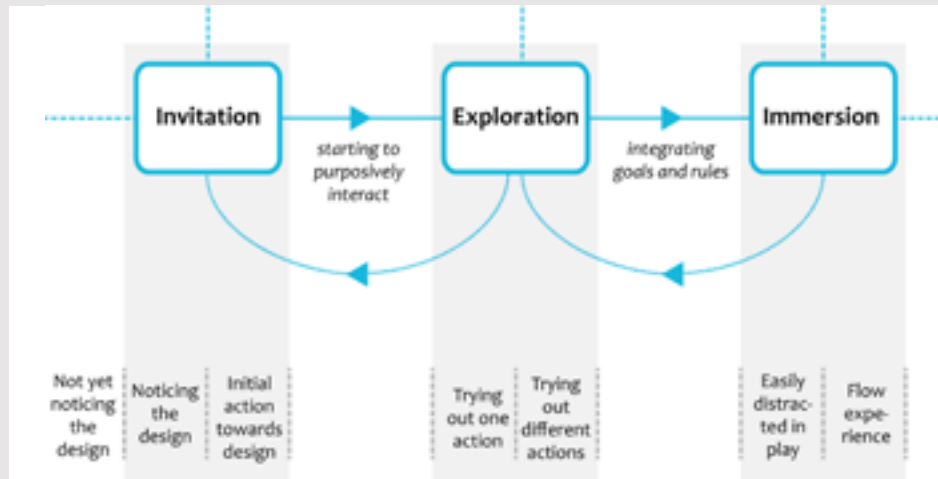 Invitation
Exploration
Immersion
starting to
purposively
interact
integrating
goals and rules
Not yet
noticing
the
design
Noticing
the
design
Initial
action
towards
design
Trying
out one
action
Trying
out
different
actions
Easily
distrac-
ted in
play
Flow
expe-
rience